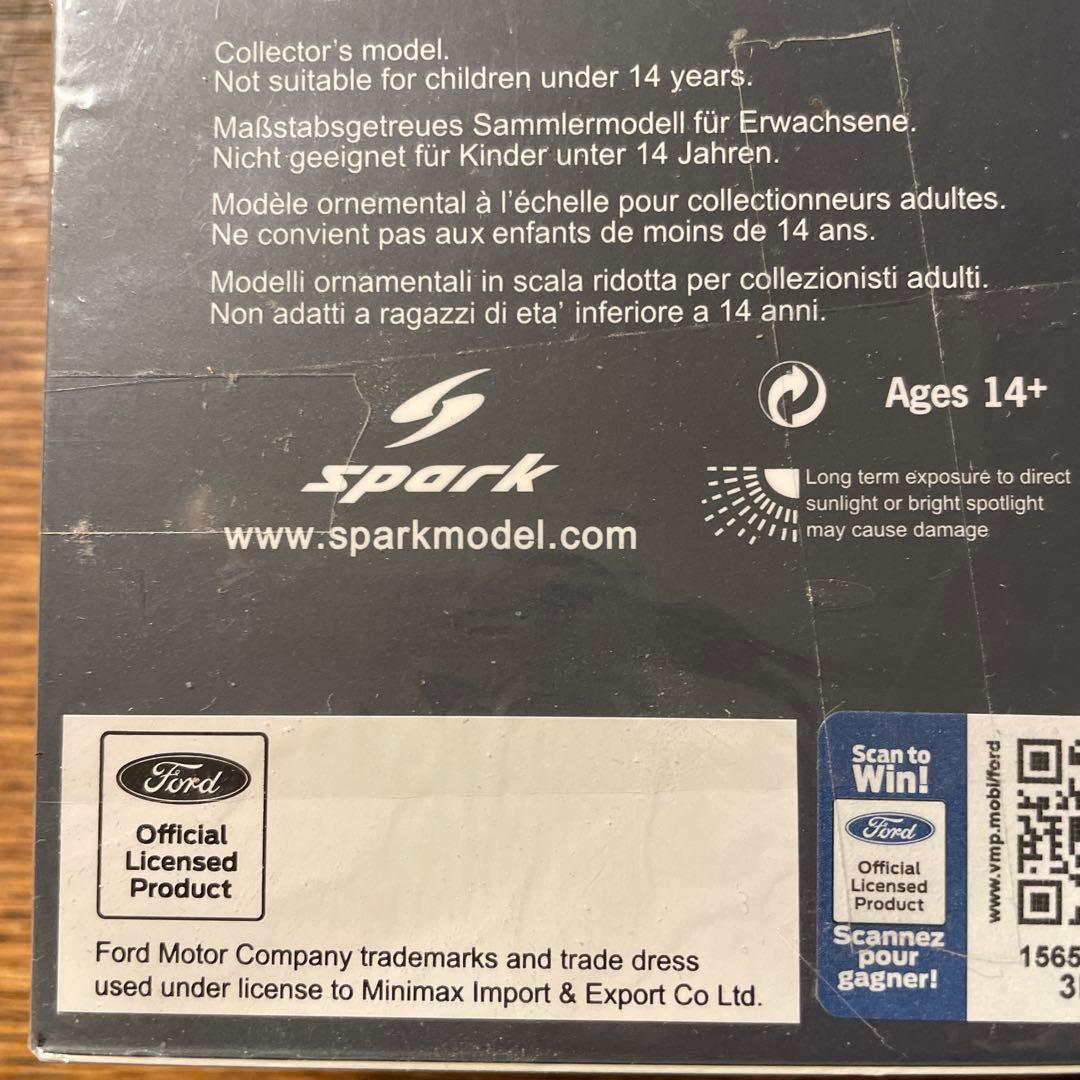 Collector's model.
Not suitable for children under 14 years.
Maßstabsgetreues Sammlermodell für Erwachsene.
Nicht geeignet für Kinder unter 14 Jahren.
Modèle ornemental à l'échelle pour collectionneurs adultes.
Ne convient pas aux enfants de moins de 14 ans.
Modelli ornamentali in scala ridotta per collezionisti adulti.
Non adatti a ragazzi di eta' inferiore a 14 anni.
Ages 14+
spark
www.sparkmodel.com
Long term exposure to direct
sunlight or bright spotlight
may cause damage
Ford
Official
Licensed
Product
Ford Motor Company trademarks and trade dress
used under license to Minimax Import & Export Co Ltd.
Scan to
Win!
Ford
Official
Licensed
Product
Scannez
pour
gagner!
www.vmp.mobi/ford
1565